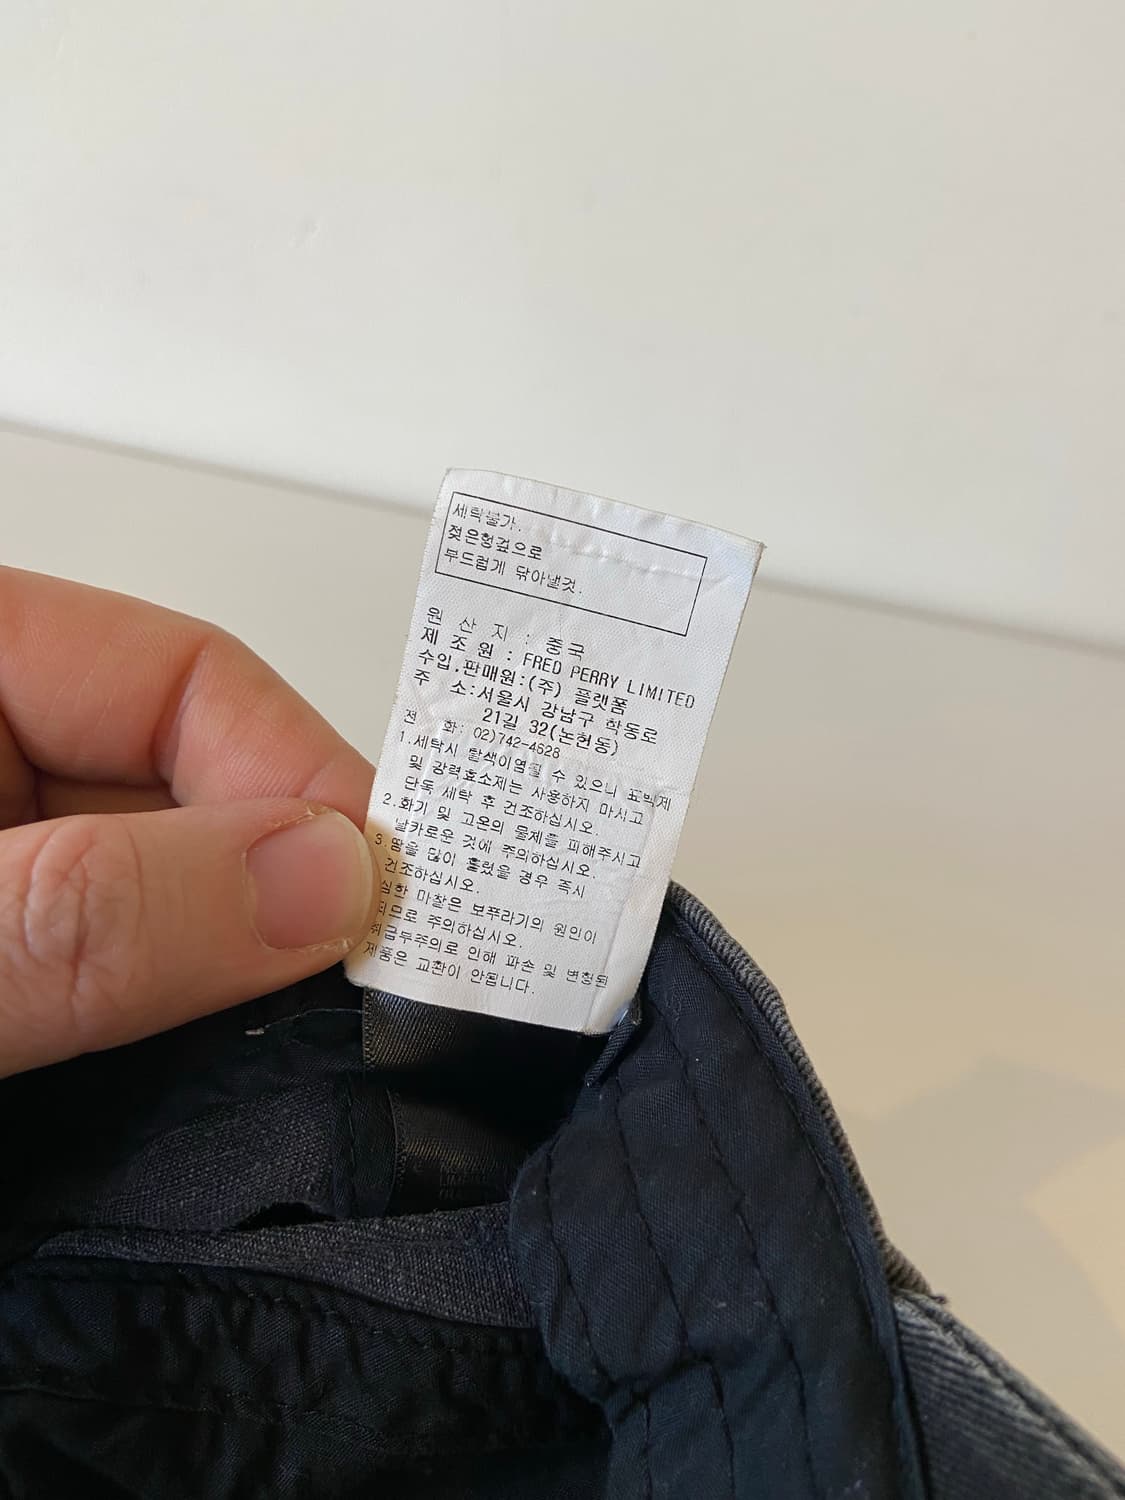 세탁불가.
젖은헝겊으로
부드럽게 닦아낼것.
원 산 지 : 중국
제 조 원 : FRED PERRY LIMITED
수입.판매원:(주) 플랫폼
주 소:서울시 강남구 학동로
21길 32(논현동)
전 화: 02)742-4628
1.세탁시 탈색이염될 수 있으니 표백제
및 강력효소제는 사용하지 마시고
단독 세탁 후 건조하십시오.
2.화기 및 고온의 물체를 피해주시고
날카로운 것에 주의하십시오.
3.땀을 많이 흘렸을 경우 즉시
건조하십시오.
심한 마찰은 보푸라기의 원인이
되므로 주의하십시오.
취급부주의로 인해 파손 및 변형된
제품은 교환이 안됩니다.